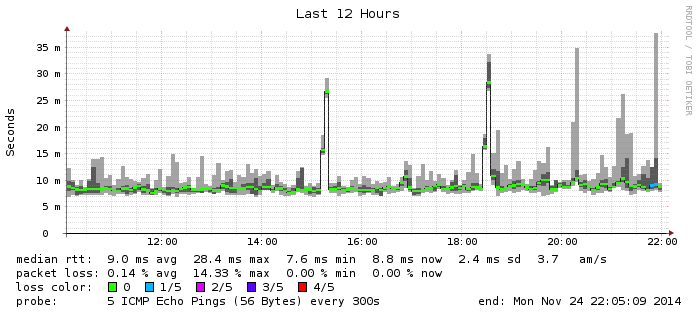 Last 12 Hours
RRDTOOL / TOBI OETIKER
Seconds
35 m
30 m
25 m
20 m
15 m
10 m
5 m
0
12:00 14:00 16:00 18:00 20:00 22:00
median rtt: 9.0 ms avg 28.4 ms max 7.6 ms min 8.8 ms now 2.4 ms sd 3.7 am/s
packet loss: 0.14 % avg 14.33 % max 0.00 % min 0.00 % now
loss color: 0 1/5 2/5 3/5 4/5
probe: 5 ICMP Echo Pings (56 Bytes) every 300s end: Mon Nov 24 22:05:09 2014